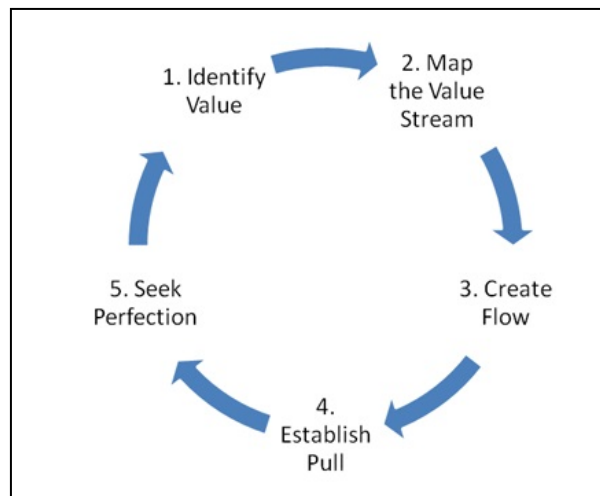 1. Identify
Value
2. Map
the Value
Stream
3. Create
Flow
4.
Establish
Pull
5. Seek
Perfection